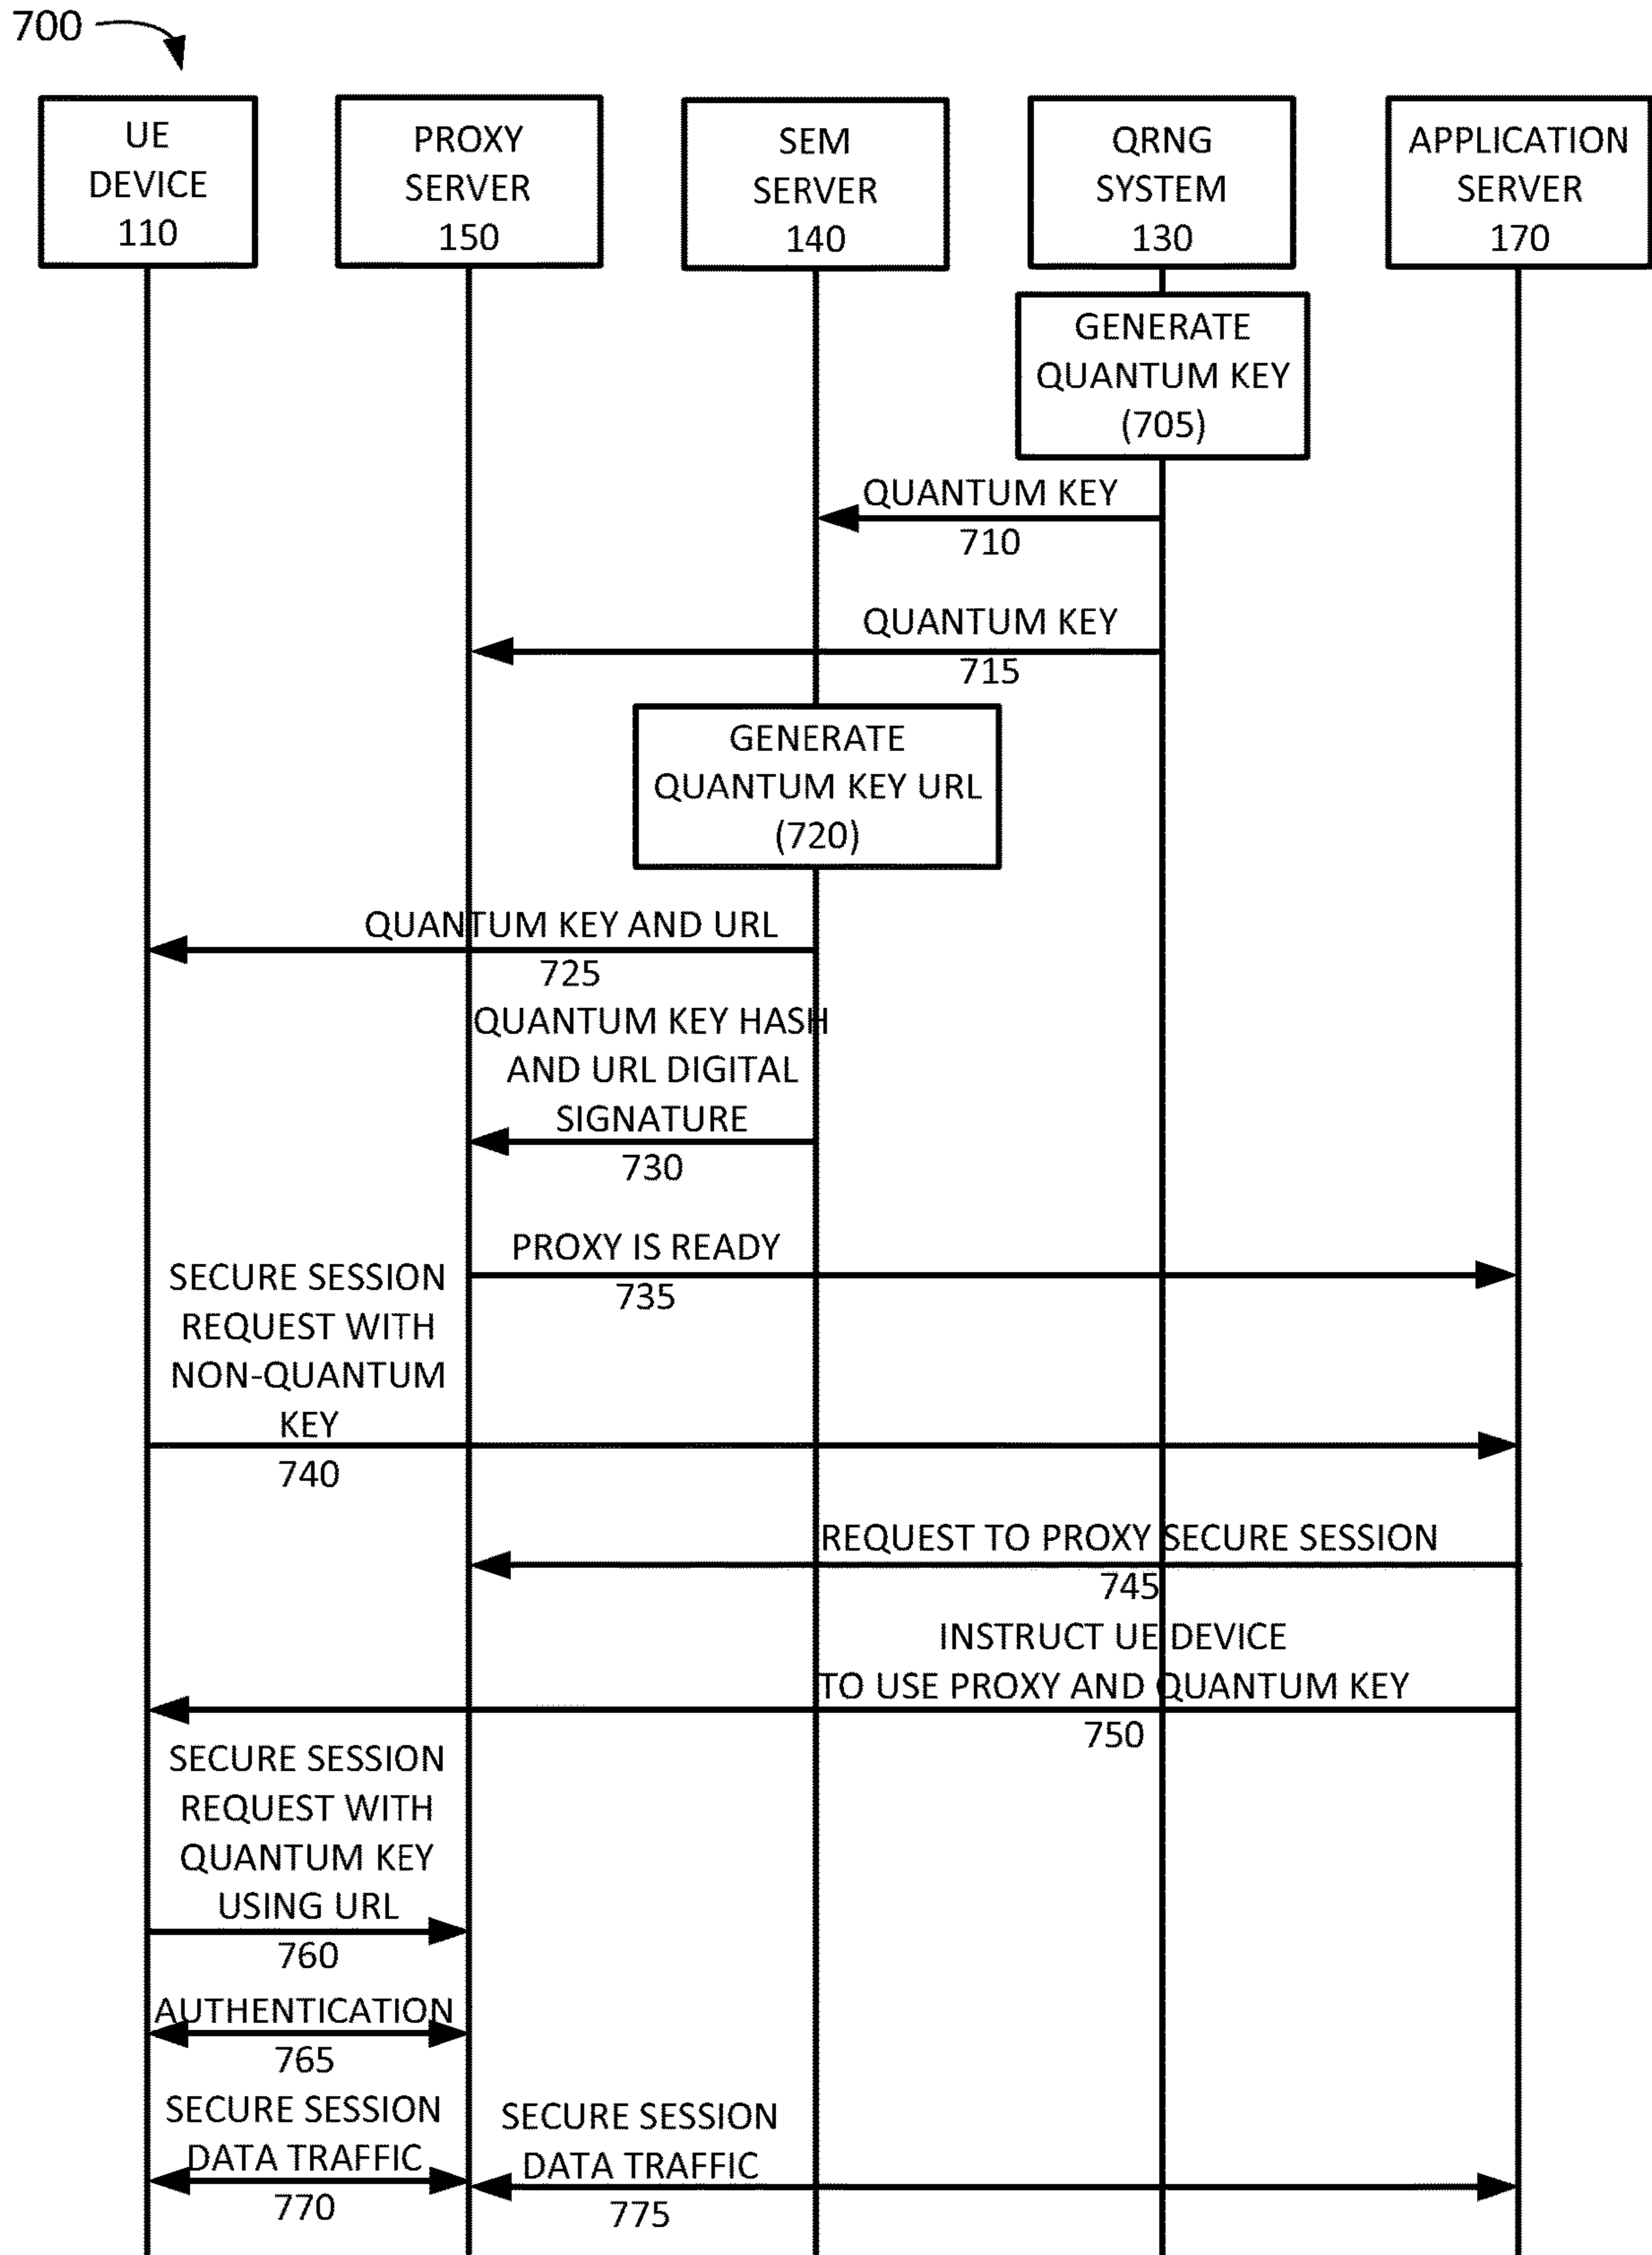 700
UE
DEVICE
110
PROXY
SERVER
150
SEM
SERVER
140
QRNG
SYSTEM
130
APPLICATION
SERVER
170
GENERATE
QUANTUM KEY
(705)
QUANTUM KEY
710
QUANTUM KEY
715
GENERATE
QUANTUM KEY URL
(720)
QUANTUM KEY AND URL
725
QUANTUM KEY HASH
AND URL DIGITAL
SIGNATURE
730
PROXY IS READY
735
SECURE SESSION
REQUEST WITH
NON-QUANTUM
KEY
740
REQUEST TO PROXY SECURE SESSION
745
INSTRUCT UE DEVICE
TO USE PROXY AND QUANTUM KEY
750
SECURE SESSION
REQUEST WITH
QUANTUM KEY
USING URL
760
AUTHENTICATION
765
SECURE SESSION
DATA TRAFFIC
770
SECURE SESSION
DATA TRAFFIC
775